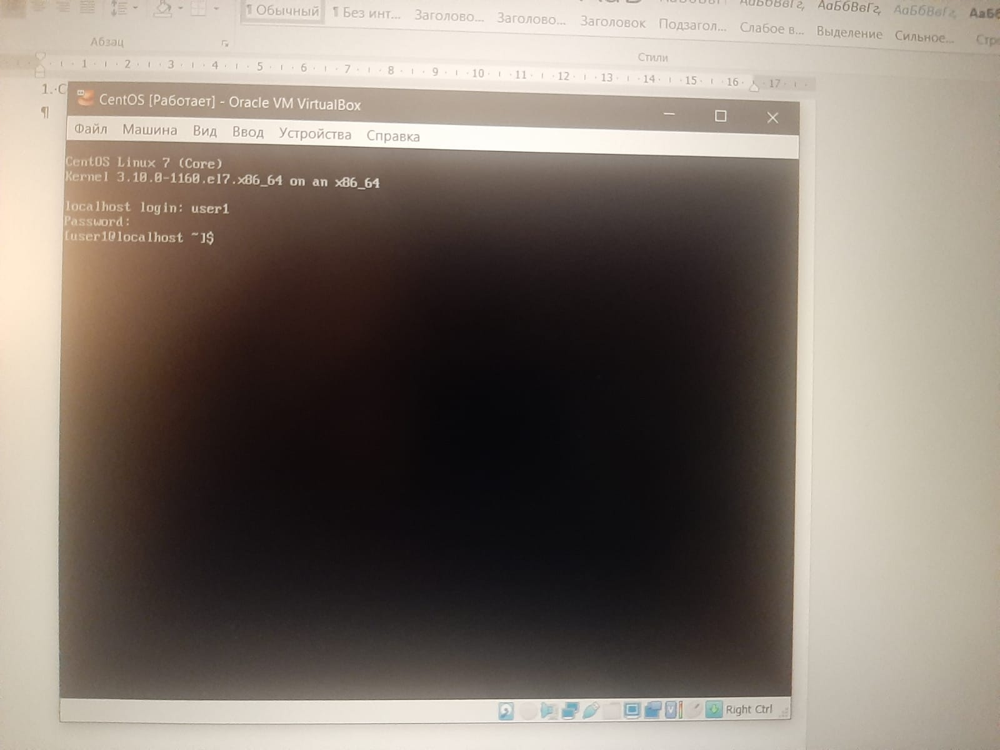 ¶ Обычный ¶ Без инт... Заголово... Заголово... Заголовок Подзагол... Слабое в... Выделение Сильное...
АаБбВвГг, АаБбВвГг,
Абзац Стили
1 2 3 4 5 6 7 8 9 10 11 12 13 14 15 16 17
1.
¶
CentOS [Работает] - Oracle VM VirtualBox
Файл Машина Вид Ввод Устройства Справка
CentOS Linux 7 (Core)
Kernel 3.10.0-1160.el7.x86_64 on an x86_64
localhost login: user1
Password:
[user1@localhost ~]$
Right Ctrl